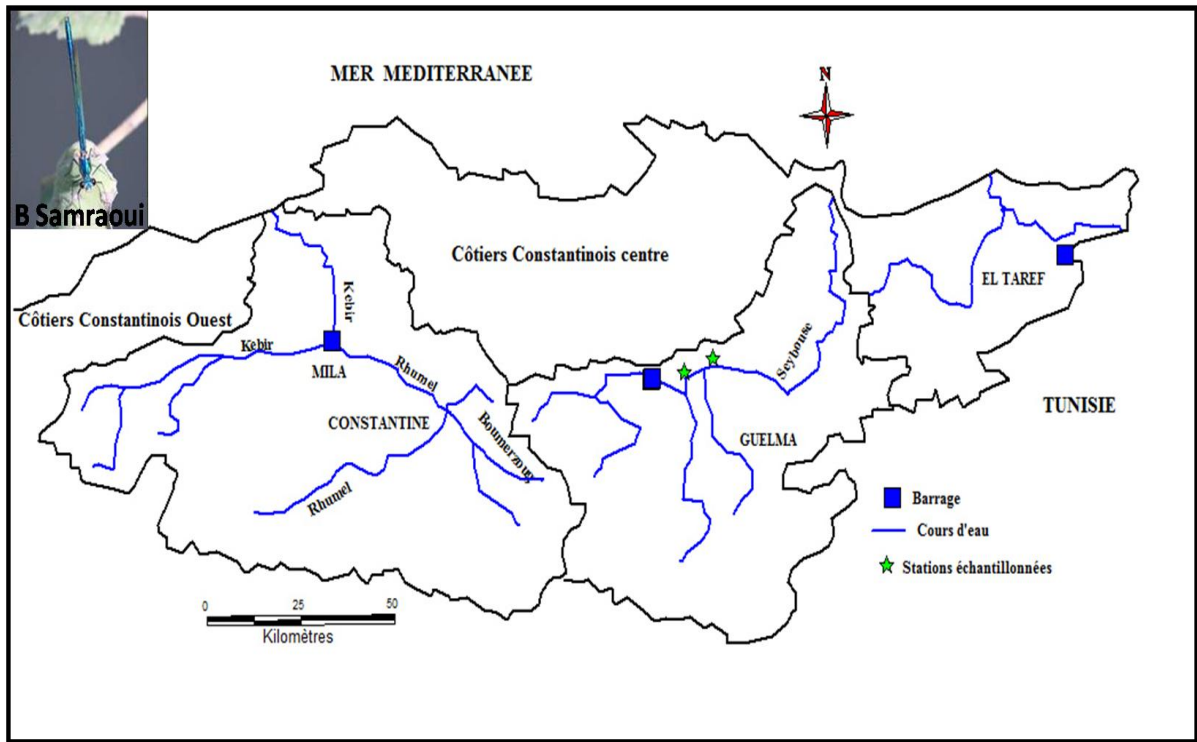 B Samraoui
MER MEDITERRANEE
N
Côtiers Constantinois centre
Côtiers Constantinois Ouest
Kebir
Kebir
MILA
Rhumel
CONSTANTINE
Boumerzoug
Rhumel
Seybouse
GUELMA
EL TAREF
TUNISIE
Barrage
Cours d'eau
Stations échantillonnées
0 25 50
Kilomètres